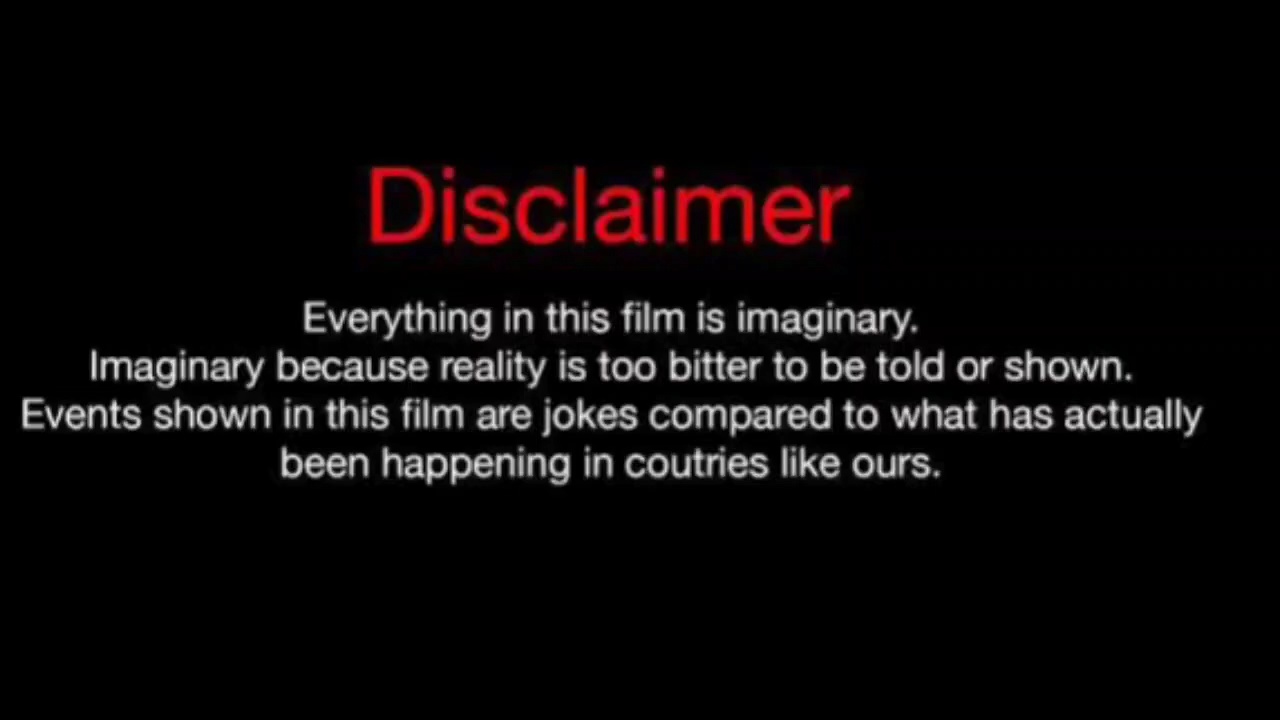 Disclaimer
Everything in this film is imaginary.
Imaginary because reality is too bitter to be told or shown.
Events shown in this film are jokes compared to what has actually
been happening in coutries like ours.